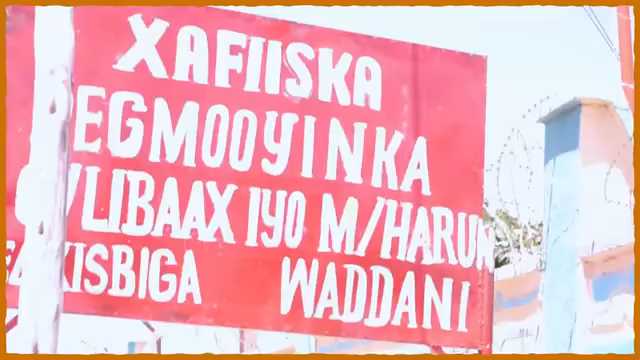 XAFIISKA
EGMOOYINKA
/LIBAAX IYO M/HARUN
XISBIGA WADDANI